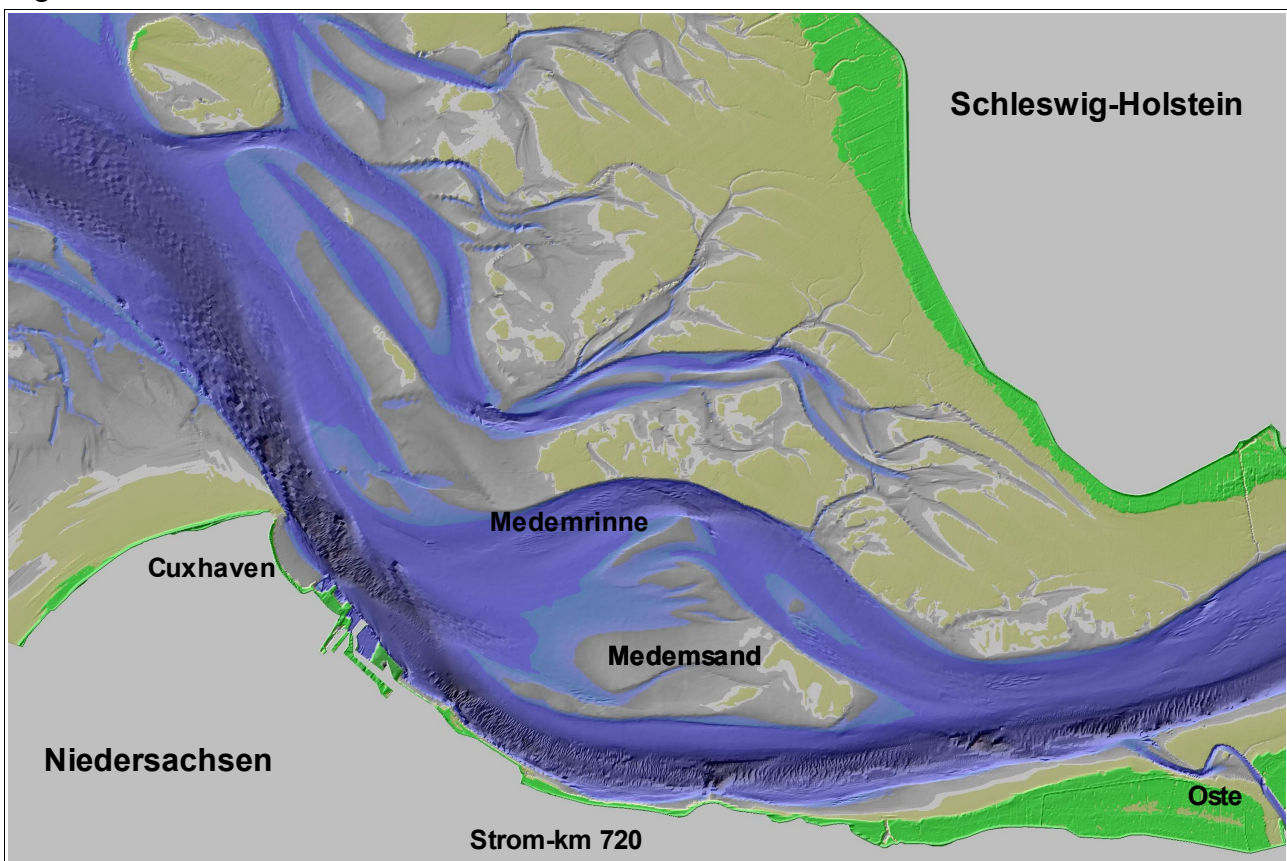 Schleswig-Holstein
Medemrinne
Cuxhaven
Medemsand
Niedersachsen
Oste
Strom-km 720